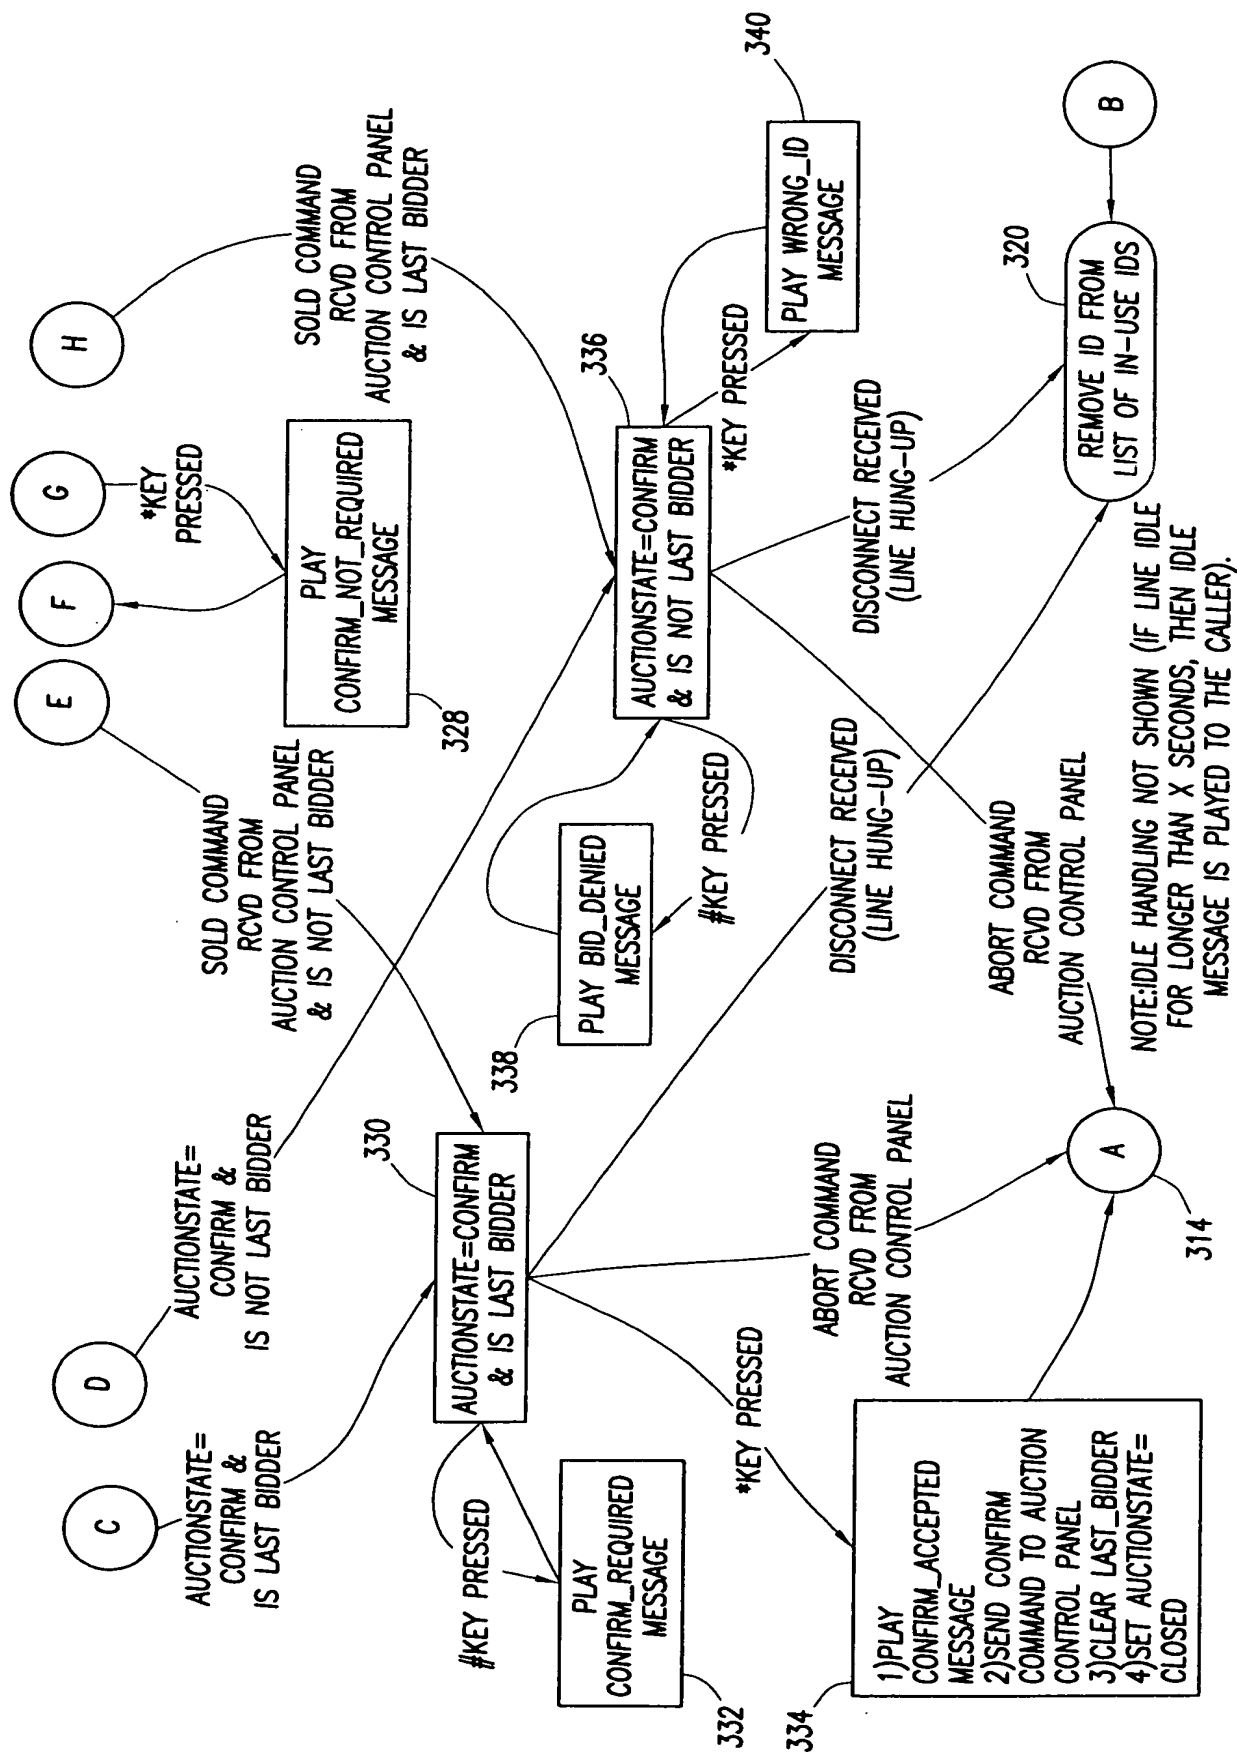 C
AUCTIONSTATE=
CONFIRM &
IS LAST BIDDER
D
AUCTIONSTATE=
CONFIRM &
IS NOT LAST BIDDER
E
SOLD COMMAND
RCVD FROM
AUCTION CONTROL PANEL
& IS NOT LAST BIDDER
F
G
*KEY
PRESSED
PLAY
CONFIRM_NOT_REQUIRED
MESSAGE
328
H
SOLD COMMAND
RCVD FROM
AUCTION CONTROL PANEL
& IS LAST BIDDER
330
AUCTIONSTATE=CONFIRM
& IS LAST BIDDER
#KEY PRESSED
PLAY
CONFIRM_REQUIRED
MESSAGE
332
338
PLAY BID_DENIED
MESSAGE
#KEY PRESSED
336
AUCTIONSTATE=CONFIRM
& IS NOT LAST BIDDER
*KEY PRESSED
PLAY WRONG_ID
MESSAGE
340
*KEY PRESSED
334
1)PLAY
CONFIRM_ACCEPTED
MESSAGE
2)SEND CONFIRM
COMMAND TO AUCTION
CONTROL PANEL
3)CLEAR LAST_BIDDER
4)SET AUCTIONSTATE=
CLOSED
ABORT COMMAND
RCVD FROM
AUCTION CONTROL PANEL
DISCONNECT RECEIVED
(LINE HUNG-UP)
DISCONNECT RECEIVED
(LINE HUNG-UP)
ABORT COMMAND
RCVD FROM
AUCTION CONTROL PANEL
A
314
320
REMOVE ID FROM
LIST OF IN-USE IDS
B
NOTE:IDLE HANDLING NOT SHOWN (IF LINE IDLE
FOR LONGER THAN X SECONDS, THEN IDLE
MESSAGE IS PLAYED TO THE CALLER).